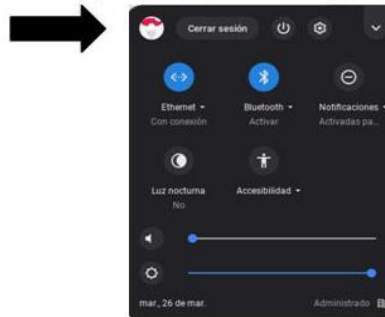 Cerrar sesión
Ethernet Bluetooth Notificaciones
Con conexión Activar Activadas pa...
Luz nocturna Accesibilidad
No
mar., 26 de mar. Administrado